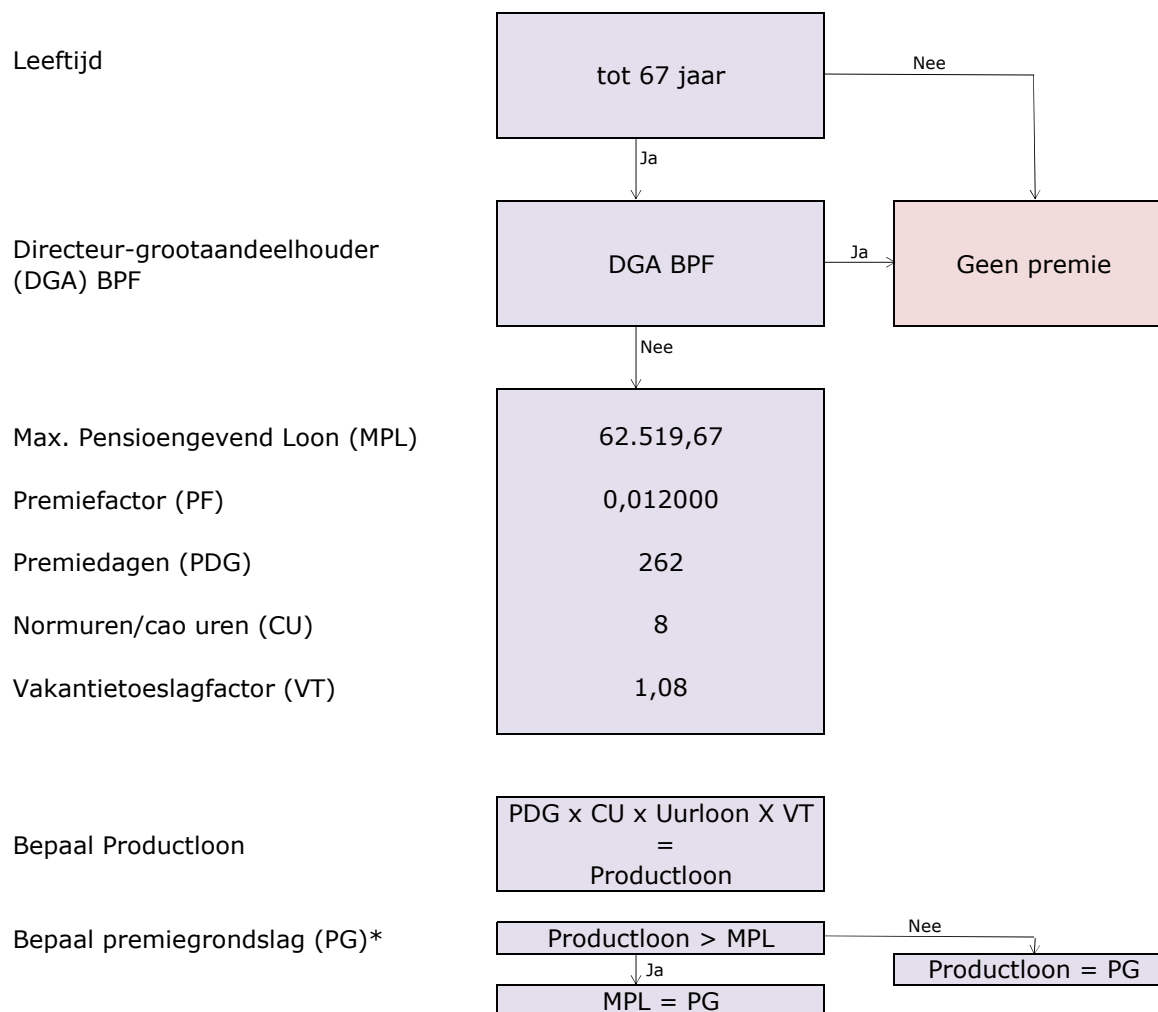 Leeftijd
tot 67 jaar
Nee
Ja
Directeur-grootaandeelhouder
(DGA) BPF
DGA BPF
Ja
Geen premie
Nee
Max. Pensioengevend Loon (MPL)
62.519,67
Premiefactor (PF)
0,012000
Premiedagen (PDG)
262
Normuren/cao uren (CU)
8
Vakantietoeslagfactor (VT)
1,08
Bepaal Productloon
PDG x CU x Uurloon X VT
=
Productloon
Bepaal premiegrondslag (PG)*
Productloon > MPL
Nee
Ja
Productloon = PG
MPL = PG